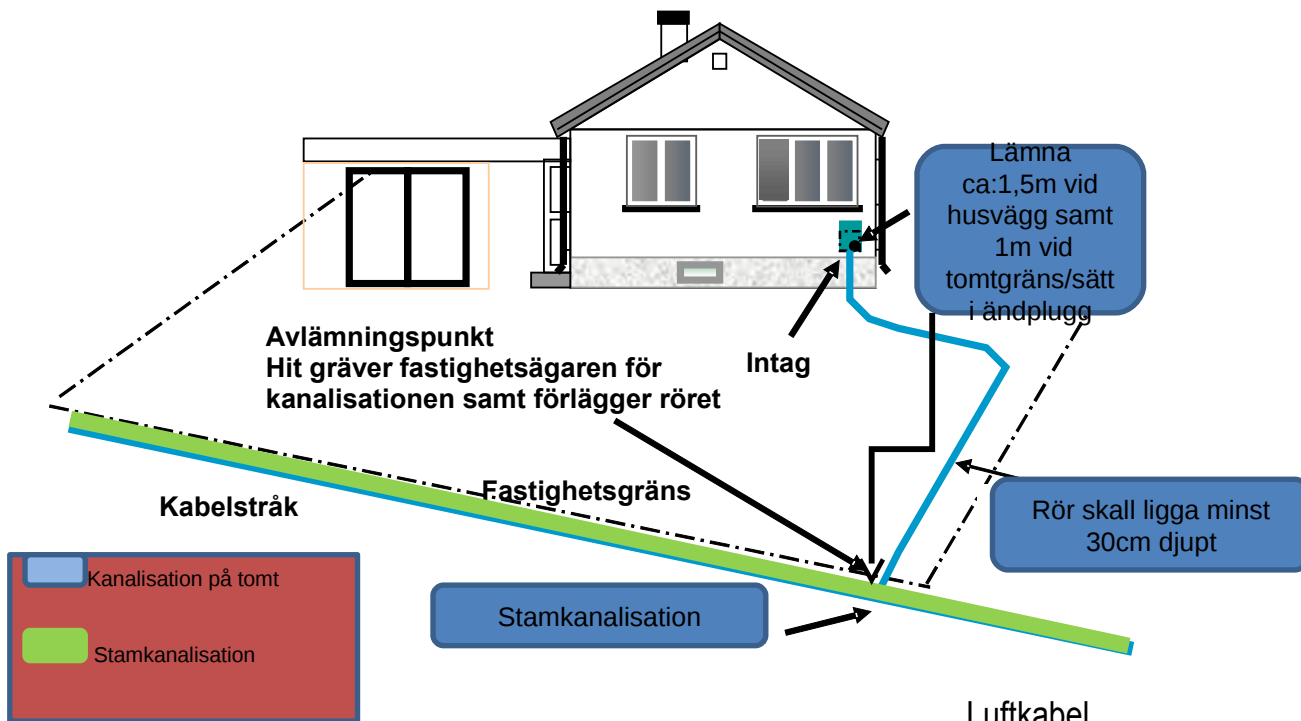 Lämna
ca:1,5m vid
husvägg samt
1m vid
tomtgräns/sätt
i ändplugg
Avlämningspunkt
Hit gräver fastighetsägaren för
kanalisationen samt förlägger röret
Intag
Fastighetsgräns
Kabelstråk
Rör skall ligga minst
30cm djupt
Kanalisation på tomt
Stamkanalisation
Stamkanalisation
Luftkabel